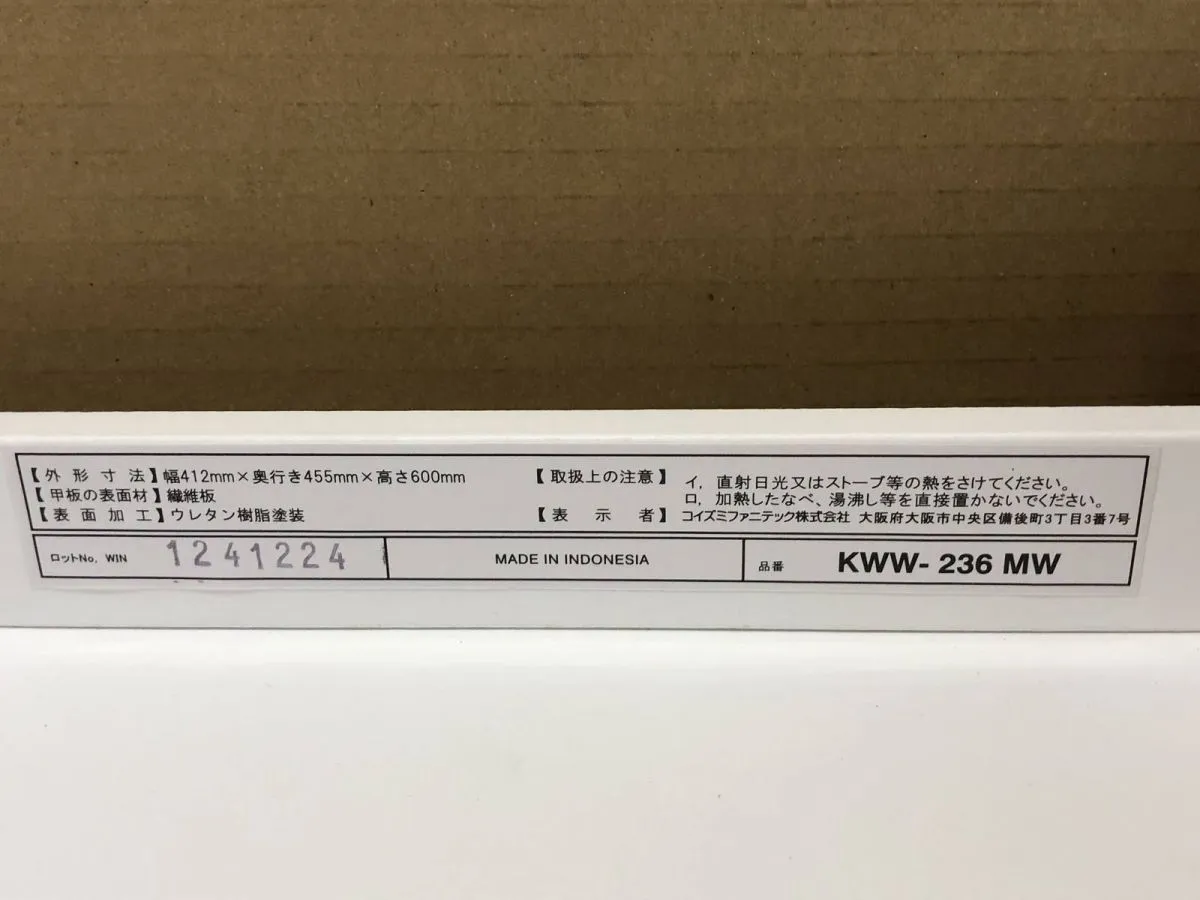 【外形寸法】幅412mm×奥行き455mm×高さ600mm
【甲板の表面材】繊維板
【表面加工】ウレタン樹脂塗装
【取扱上の注意】イ，直射日光又はストーブ等の熱をさけてください。
ロ，加熱したなべ、湯沸し等を直接置かないでください。
【表示者】コイズミファニテック株式会社 大阪府大阪市中央区備後町3丁目3番7号
ロットNo. WIN 1241224
MADE IN INDONESIA
品番 KWW- 236 MW